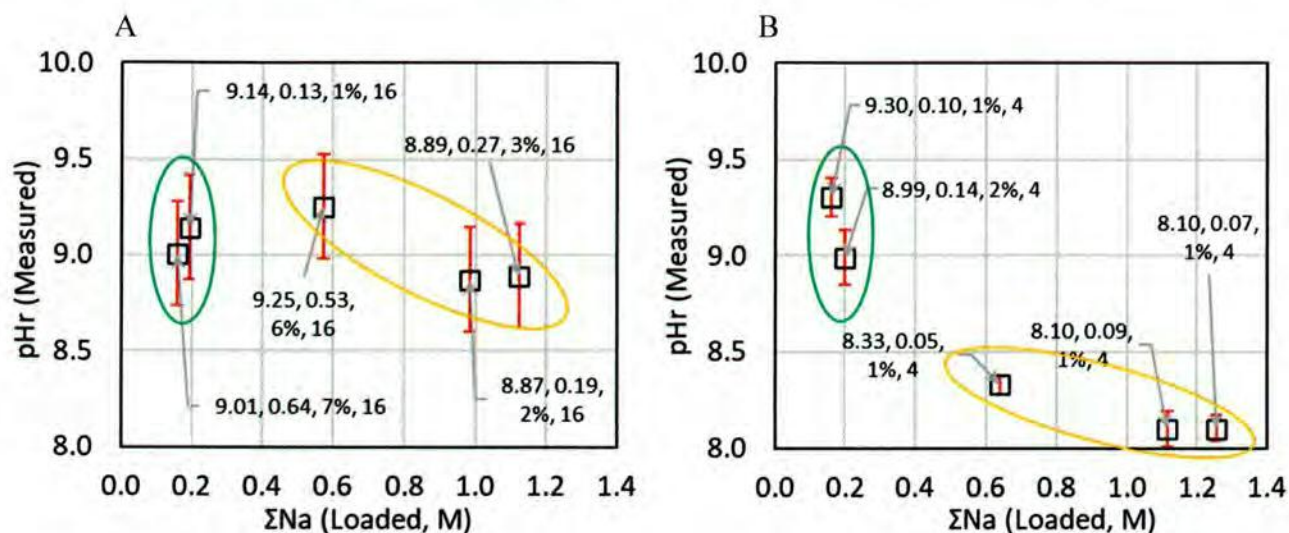 A
10.0
9.5
9.0
8.5
8.0
pHr (Measured)
9.14, 0.13, 1%, 16
8.89, 0.27, 3%, 16
9.25, 0.53,
6%, 16
8.87, 0.19,
2%, 16
9.01, 0.64, 7%, 16
0.0 0.2 0.4 0.6 0.8 1.0 1.2 1.4
ΣNa (Loaded, M)
B
10.0
9.5
9.0
8.5
8.0
pHr (Measured)
9.30, 0.10, 1%, 4
8.99, 0.14, 2%, 4
8.10, 0.07,
1%, 4
8.33, 0.05,
1%, 4
8.10, 0.09,
1%, 4
0.0 0.2 0.4 0.6 0.8 1.0 1.2 1.4
ΣNa (Loaded, M)